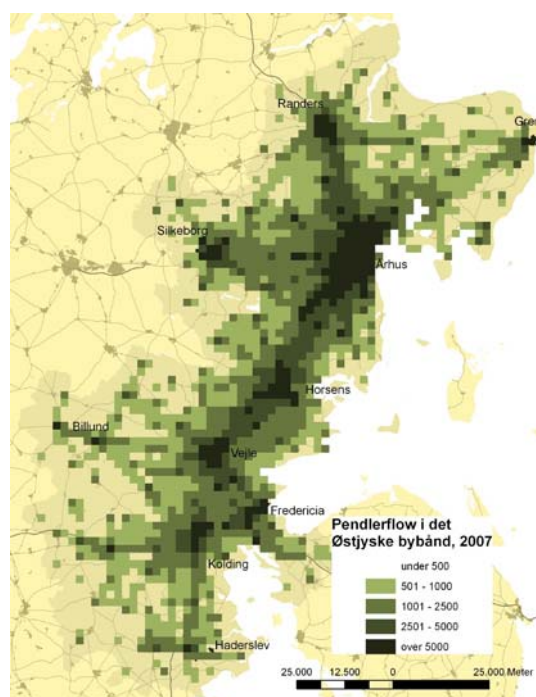 Randers
Gren
Silkeborg
Århus
Horsens
Billund
Vejle
Fredericia
Pendlerflow i det
Østjyske bybånd, 2007
under 500
501 - 1000
1001 - 2500
2501 - 5000
over 5000
Kolding
Haderslev
25.000 12.500 0 25.000 Meter